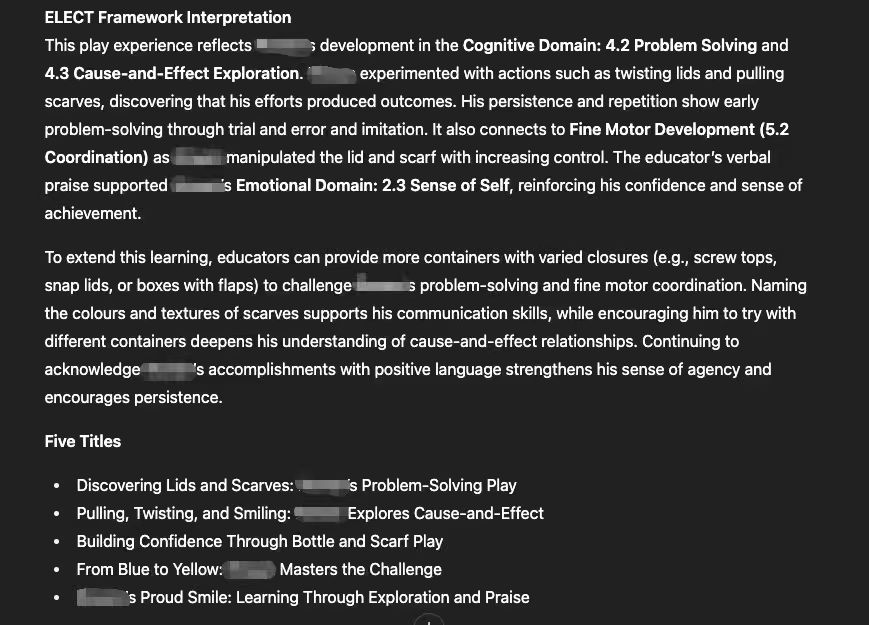 ELECT Framework Interpretation
This play experience reflects s development in the Cognitive Domain: 4.2 Problem Solving and
4.3 Cause-and-Effect Exploration. experimented with actions such as twisting lids and pulling
scarves, discovering that his efforts produced outcomes. His persistence and repetition show early
problem-solving through trial and error and imitation. It also connects to Fine Motor Development (5.2
Coordination) as manipulated the lid and scarf with increasing control. The educator’s verbal
praise supported ’s Emotional Domain: 2.3 Sense of Self, reinforcing his confidence and sense of
achievement.
To extend this learning, educators can provide more containers with varied closures (e.g., screw tops,
snap lids, or boxes with flaps) to challenge s problem-solving and fine motor coordination. Naming
the colours and textures of scarves supports his communication skills, while encouraging him to try with
different containers deepens his understanding of cause-and-effect relationships. Continuing to
acknowledge ’s accomplishments with positive language strengthens his sense of agency and
encourages persistence.
Five Titles
• Discovering Lids and Scarves: ’s Problem-Solving Play
• Pulling, Twisting, and Smiling: Explores Cause-and-Effect
• Building Confidence Through Bottle and Scarf Play
• From Blue to Yellow: Masters the Challenge
• ’s Proud Smile: Learning Through Exploration and Praise